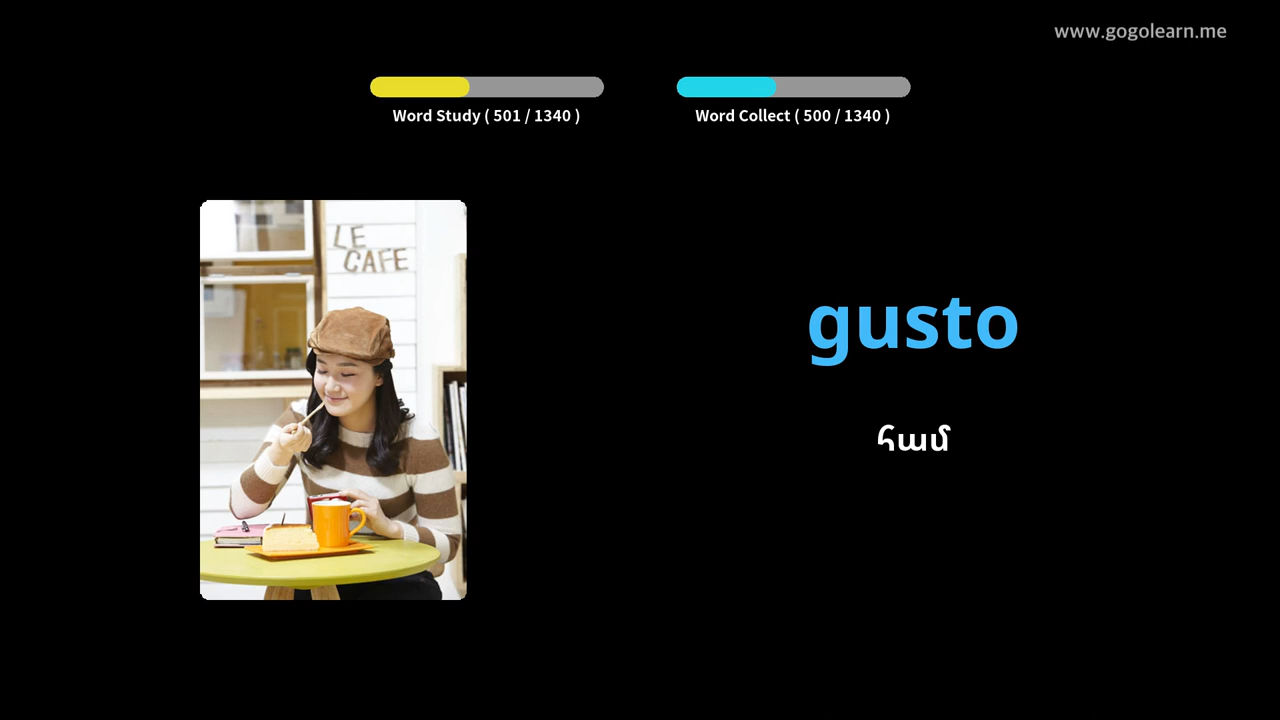 www.gogolearn.me
Word Study ( 501 / 1340 )
Word Collect ( 500 / 1340 )
LE
CAFE
gusto
համ